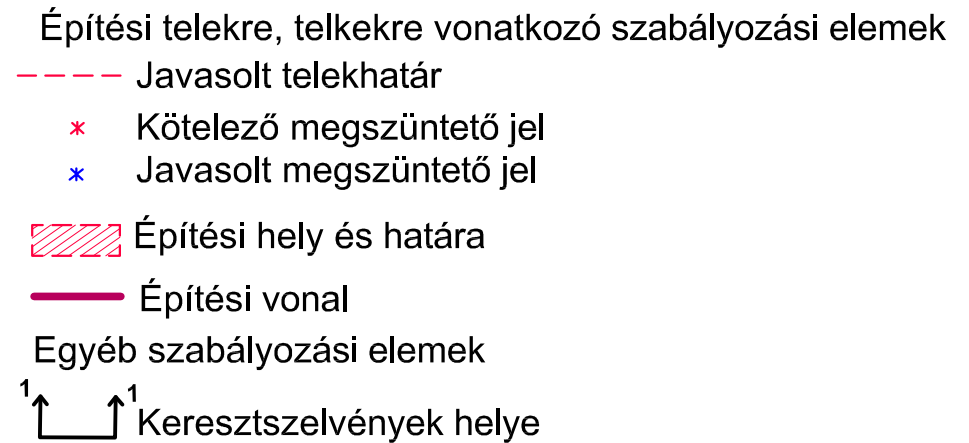 Építési telekre, telkekre vonatkozó szabályozási elemek
Javasolt telekhatár
Kötelező megszüntető jel
Javasolt megszüntető jel
Építési hely és határa
Építési vonal
Egyéb szabályozási elemek
1 1 Keresztszelvények helye